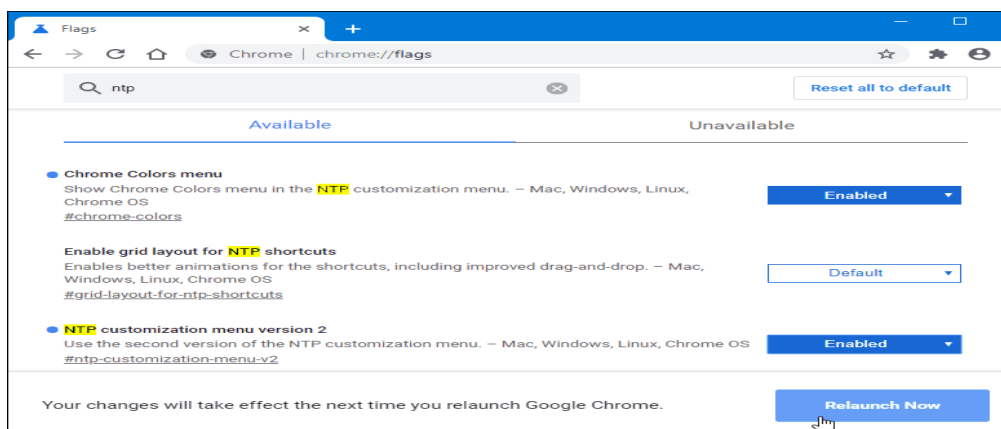 Flags
Chrome | chrome://flags
ntp
Reset all to default
Available
Unavailable
Chrome Colors menu
Show Chrome Colors menu in the NTP customization menu. – Mac, Windows, Linux,
Chrome OS
#chrome-colors
Enabled
Enable grid layout for NTP shortcuts
Enables better animations for the shortcuts, including improved drag-and-drop. – Mac,
Windows, Linux, Chrome OS
#grid-layout-for-ntp-shortcuts
Default
NTP customization menu version 2
Use the second version of the NTP customization menu. – Mac, Windows, Linux, Chrome OS
#ntp-customization-menu-v2
Enabled
Your changes will take effect the next time you relaunch Google Chrome.
Relaunch Now